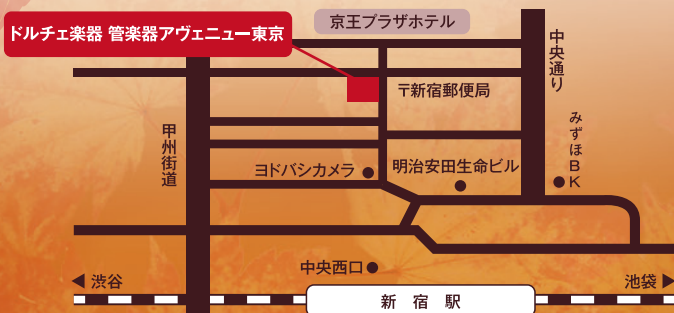 京王プラザホテル
ドルチェ楽器 管楽器アヴェニュー東京
中央通り
〒新宿郵便局
みずほBK
甲州街道
ヨドバシカメラ
明治安田生命ビル
中央西口
◀渋谷
池袋▶
新宿駅